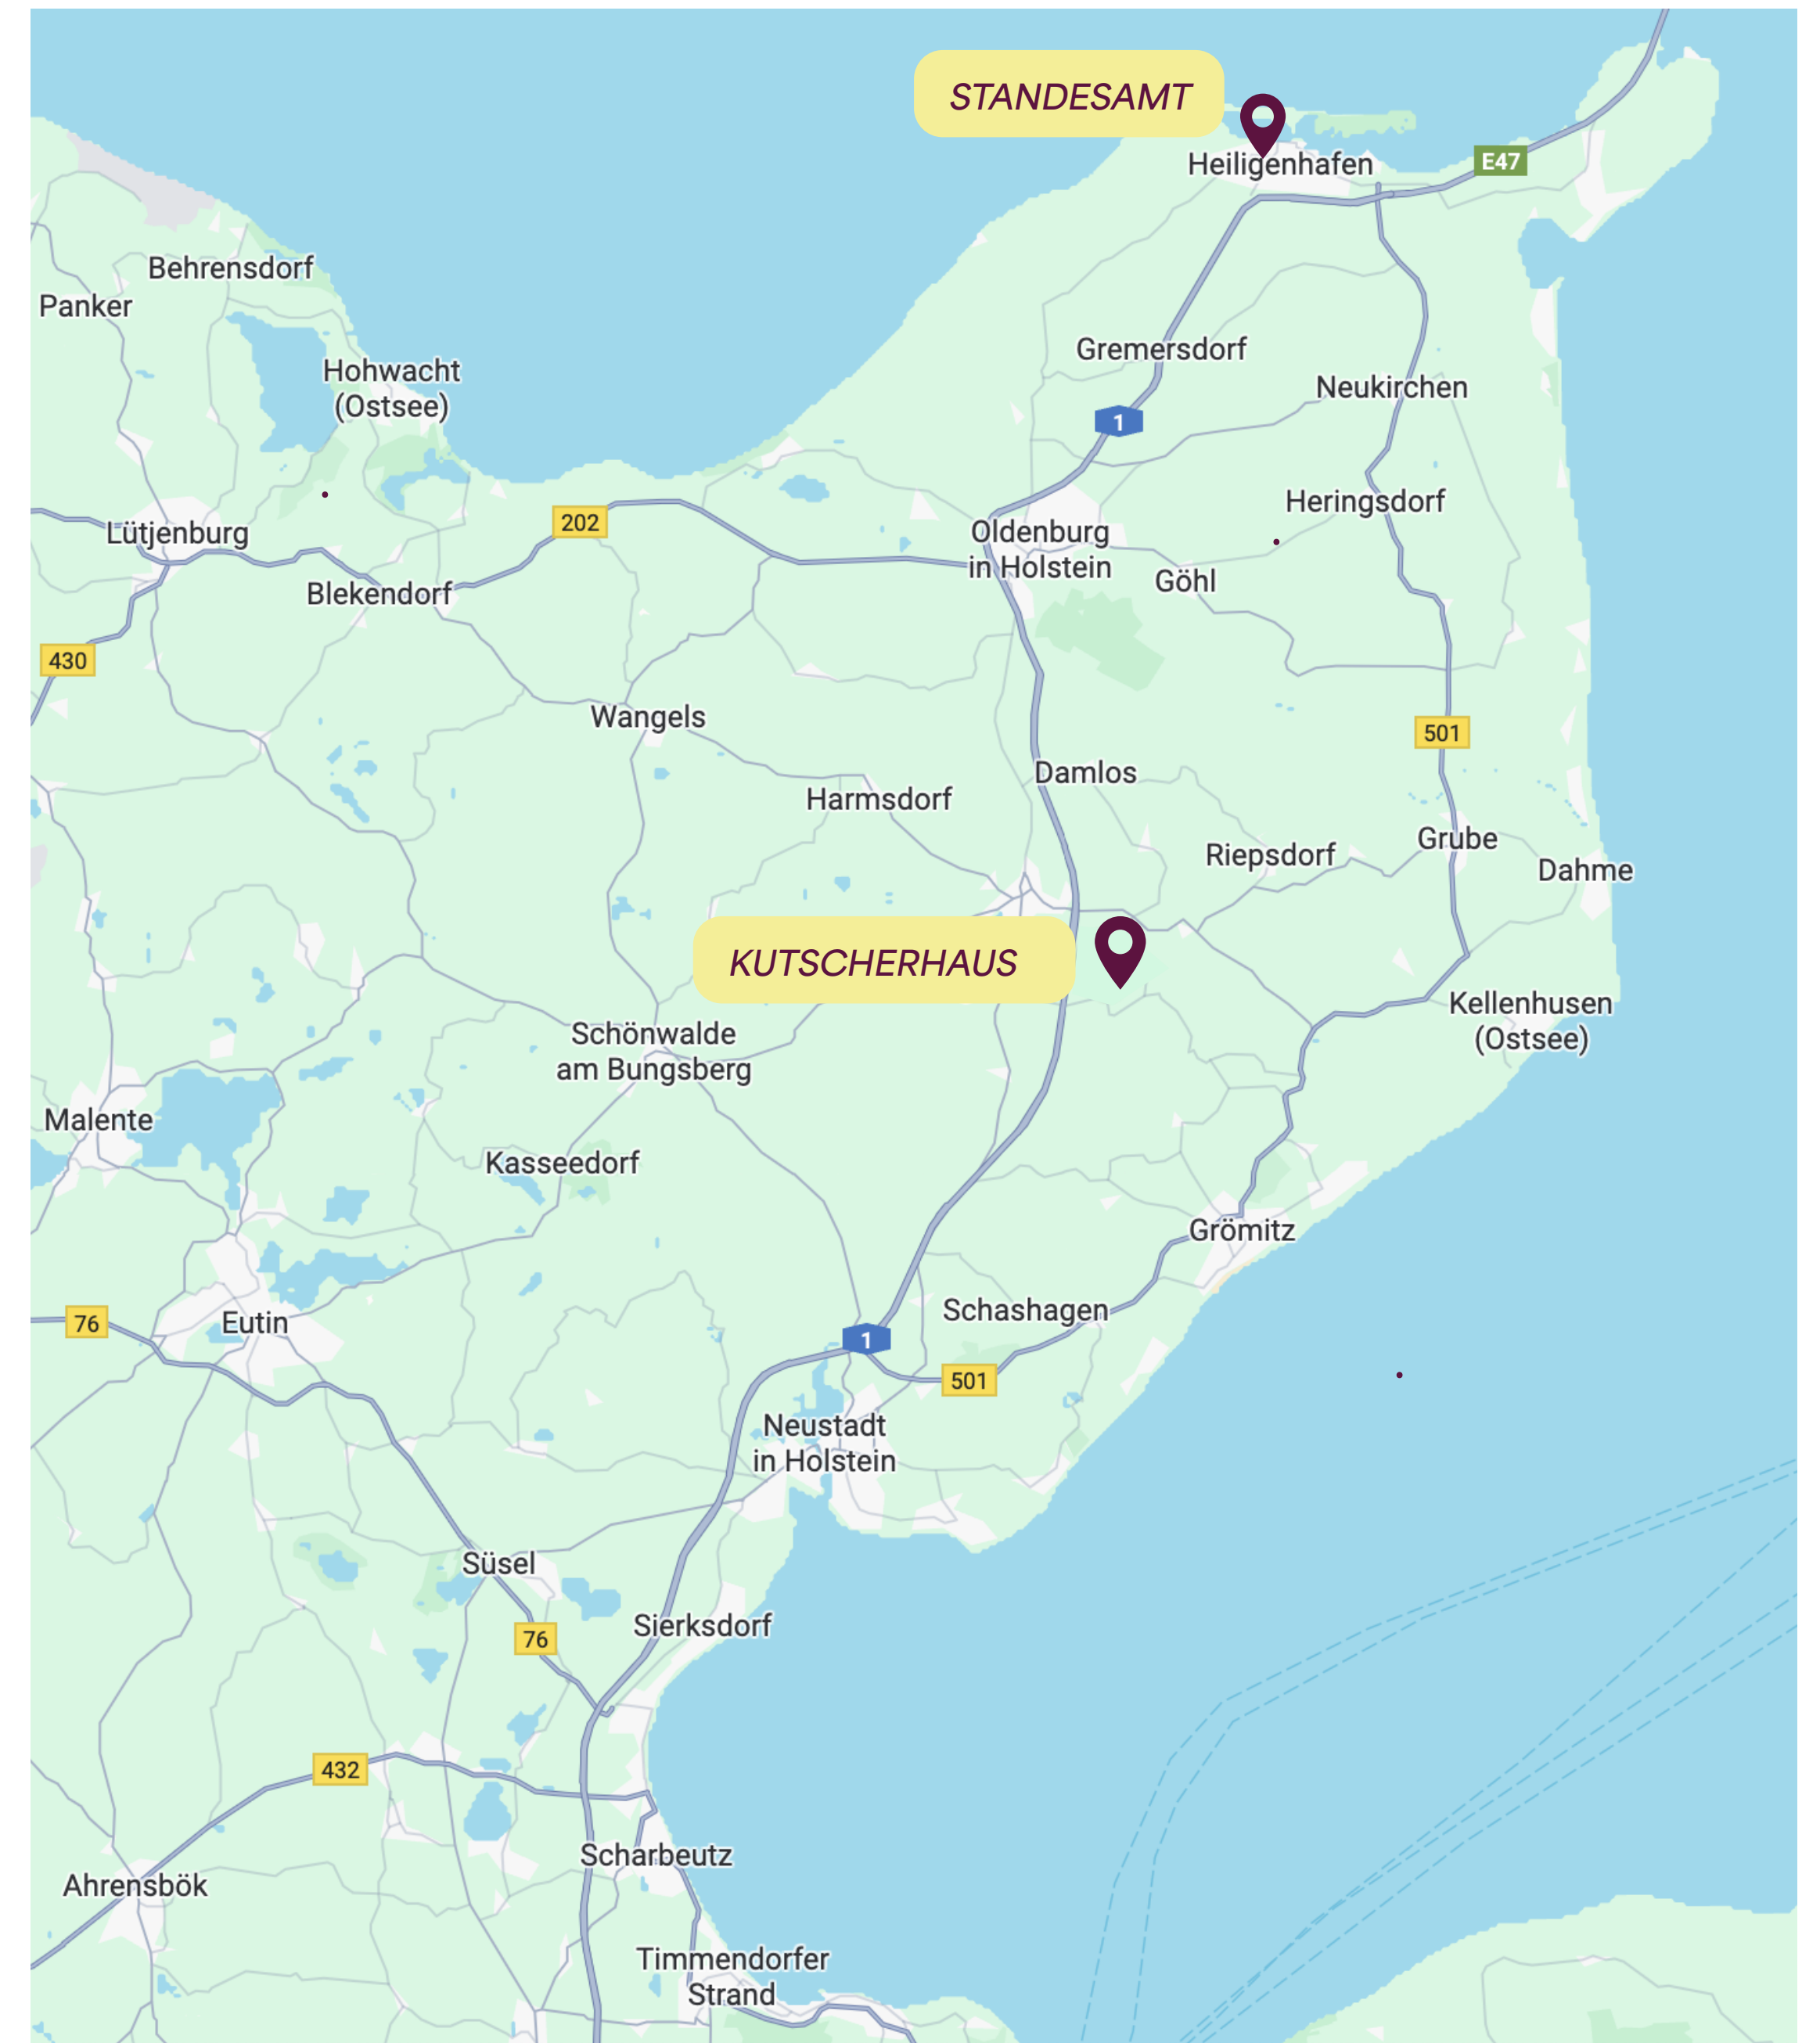 STANDESAMT
Heiligenhafen
E47
Behrensdorf
Panker
Gremersdorf
Hohwacht
(Ostsee)
Neukirchen
1
Heringsdorf
202
Lütjenburg
Oldenburg
in Holstein
Göhl
Blekendorf
430
Wangels
501
Damlos
Harmsdorf
Grube
Riepsdorf
Dahme
KUTSCHERHAUS
Kellenhusen
(Ostsee)
Schönwalde
am Bungsberg
Malente
Kasseedorf
Grömitz
Schashagen
76
Eutin
1
501
Neustadt
in Holstein
Süsel
Sierksdorf
76
432
Scharbeutz
Ahrensbök
Timmendorfer
Strand